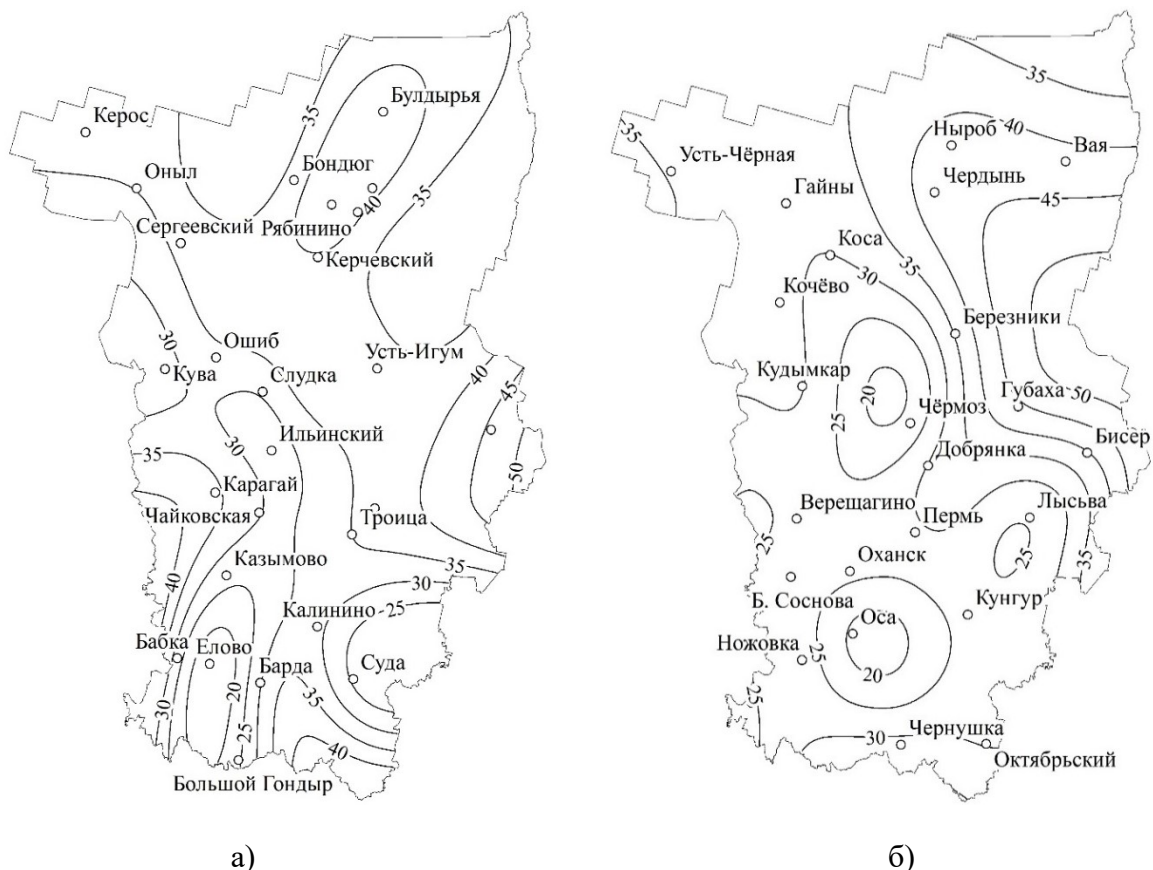 35
Булдырья
Керос
35
Бондюг
Оныл
40
35
Сергеевский
Рябинино
Керчевский
30
Ошиб
Усть-Игум
Кува
Слудка
40
45
30
Ильинский
35
50
Карагай
Чайковская
Троица
Казымово
35
40
30
Калинино
25
Бабка
Елово
Барда
Суда
20
35
30
25
40
Большой Гондыр
а)
35
40
35
Ныроб
Вая
Усть-Чёрная
Гайны
Чердынь
45
Коса
30
35
Кочёво
Березники
Кудымкар
20
Губаха
50
Чёрмоз
25
Бисер
Добрянка
Верещагино
Лысьва
Пермь
25
Оханск
25
35
Б. Соснова
Кунгур
Оса
Ножовка
25
20
25
30
Чернушка
Октябрьский
б)